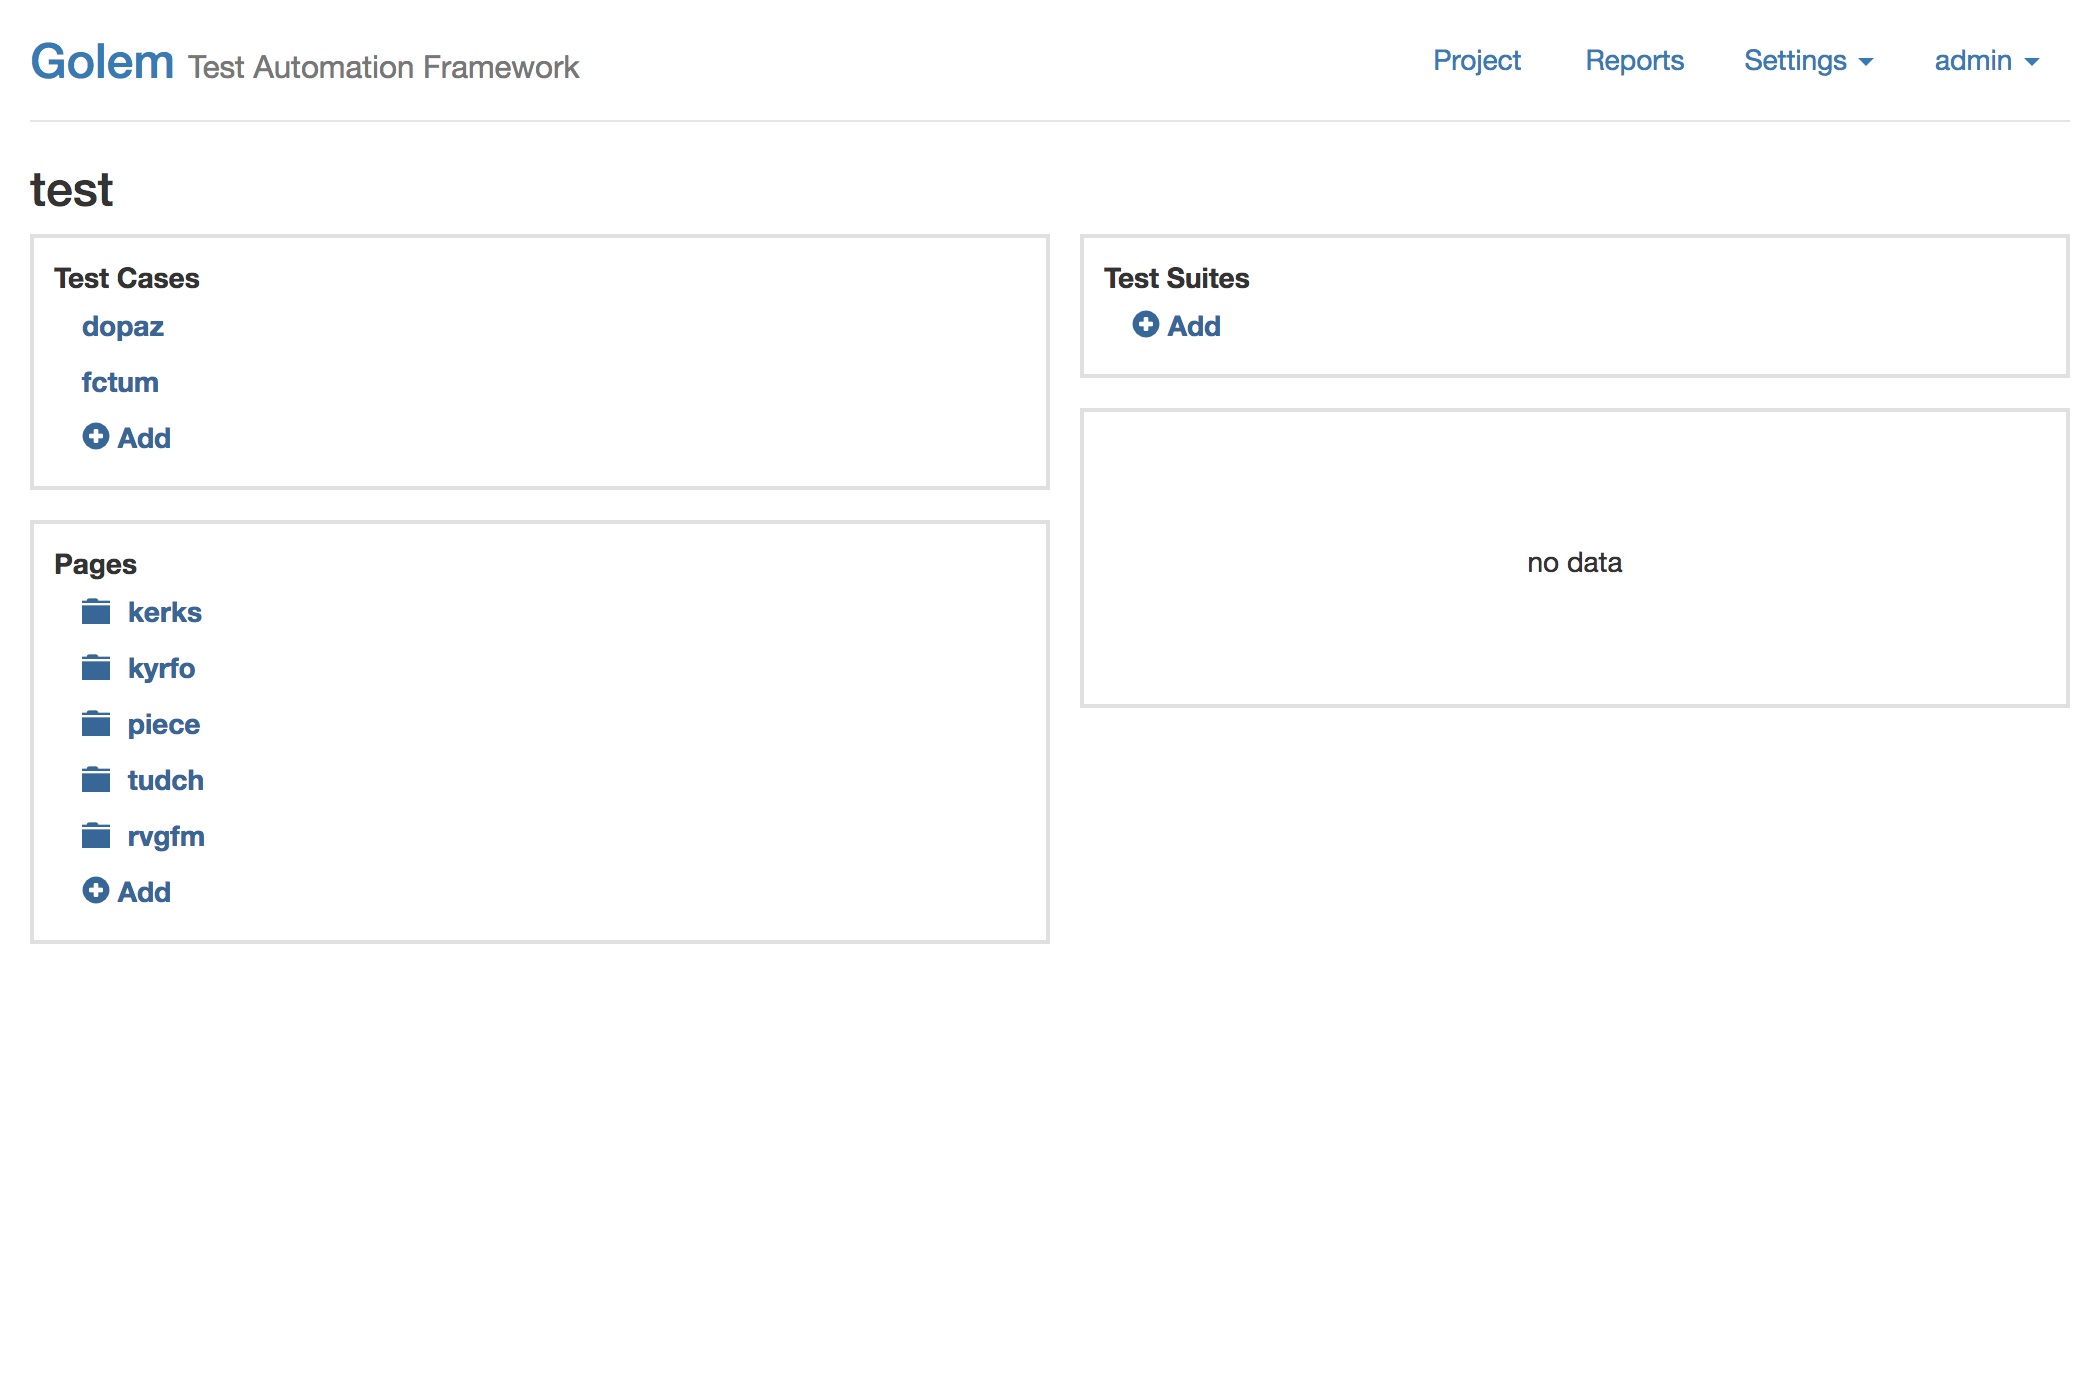 Golem Test Automation Framework
Project Reports Settings admin
test
Test Cases
dopaz
fctum
Add
Pages
kerks
kyrfo
piece
tudch
rvgfm
Add
Test Suites
Add
no data